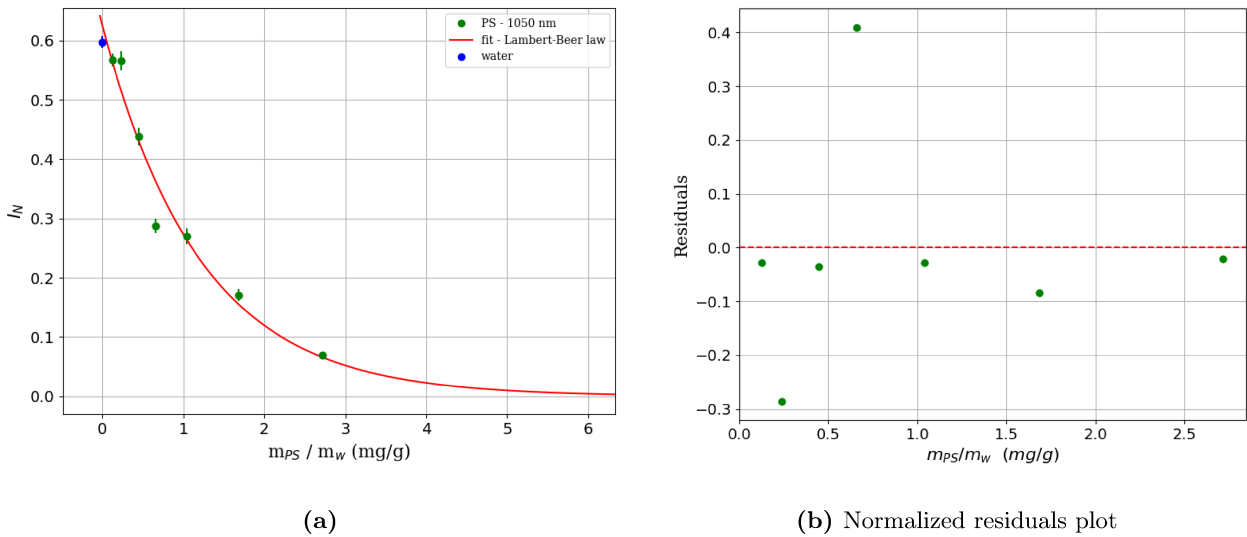 PS - 1050 nm
fit - Lambert-Beer law
water
0.6
0.5
0.4
0.3
0.2
0.1
0.0
I_N
0 1 2 3 4 5 6
m_PS / m_w (mg/g)
(a)
0.4
0.3
0.2
0.1
0.0
−0.1
−0.2
−0.3
Residuals
0.0 0.5 1.0 1.5 2.0 2.5
m_PS/m_w (mg/g)
(b) Normalized residuals plot